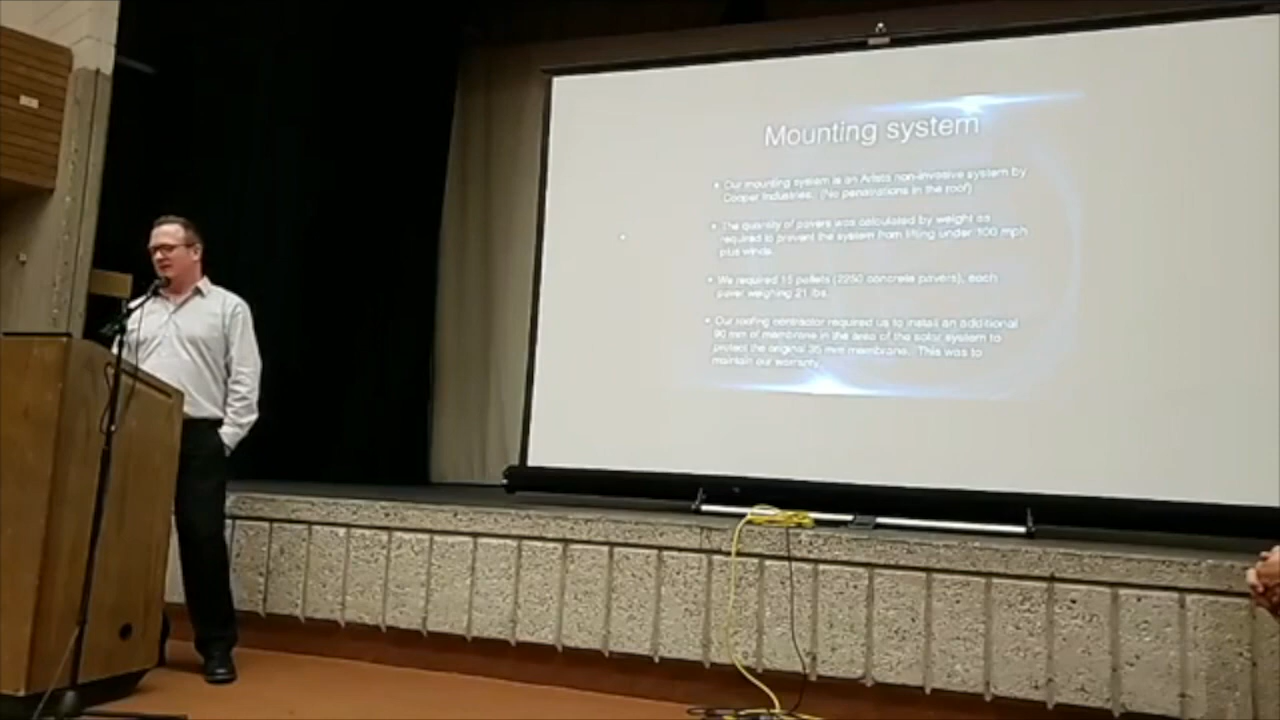 Mounting system
• Our mounting system is an Arista non-invasive system by
Cooper Industries. (No penetrations in the roof)
• The quantity of pavers was calculated by weight as
required to prevent the system from lifting under 100 mph
plus winds.
• We required 15 pallets (2250 concrete pavers), each
paver weighing 21 lbs.
• Our roofing contractor required us to install an additional
90 mm of membrane in the area of the solar system to
protect the original 35 mm membrane. This was to
maintain our warranty.